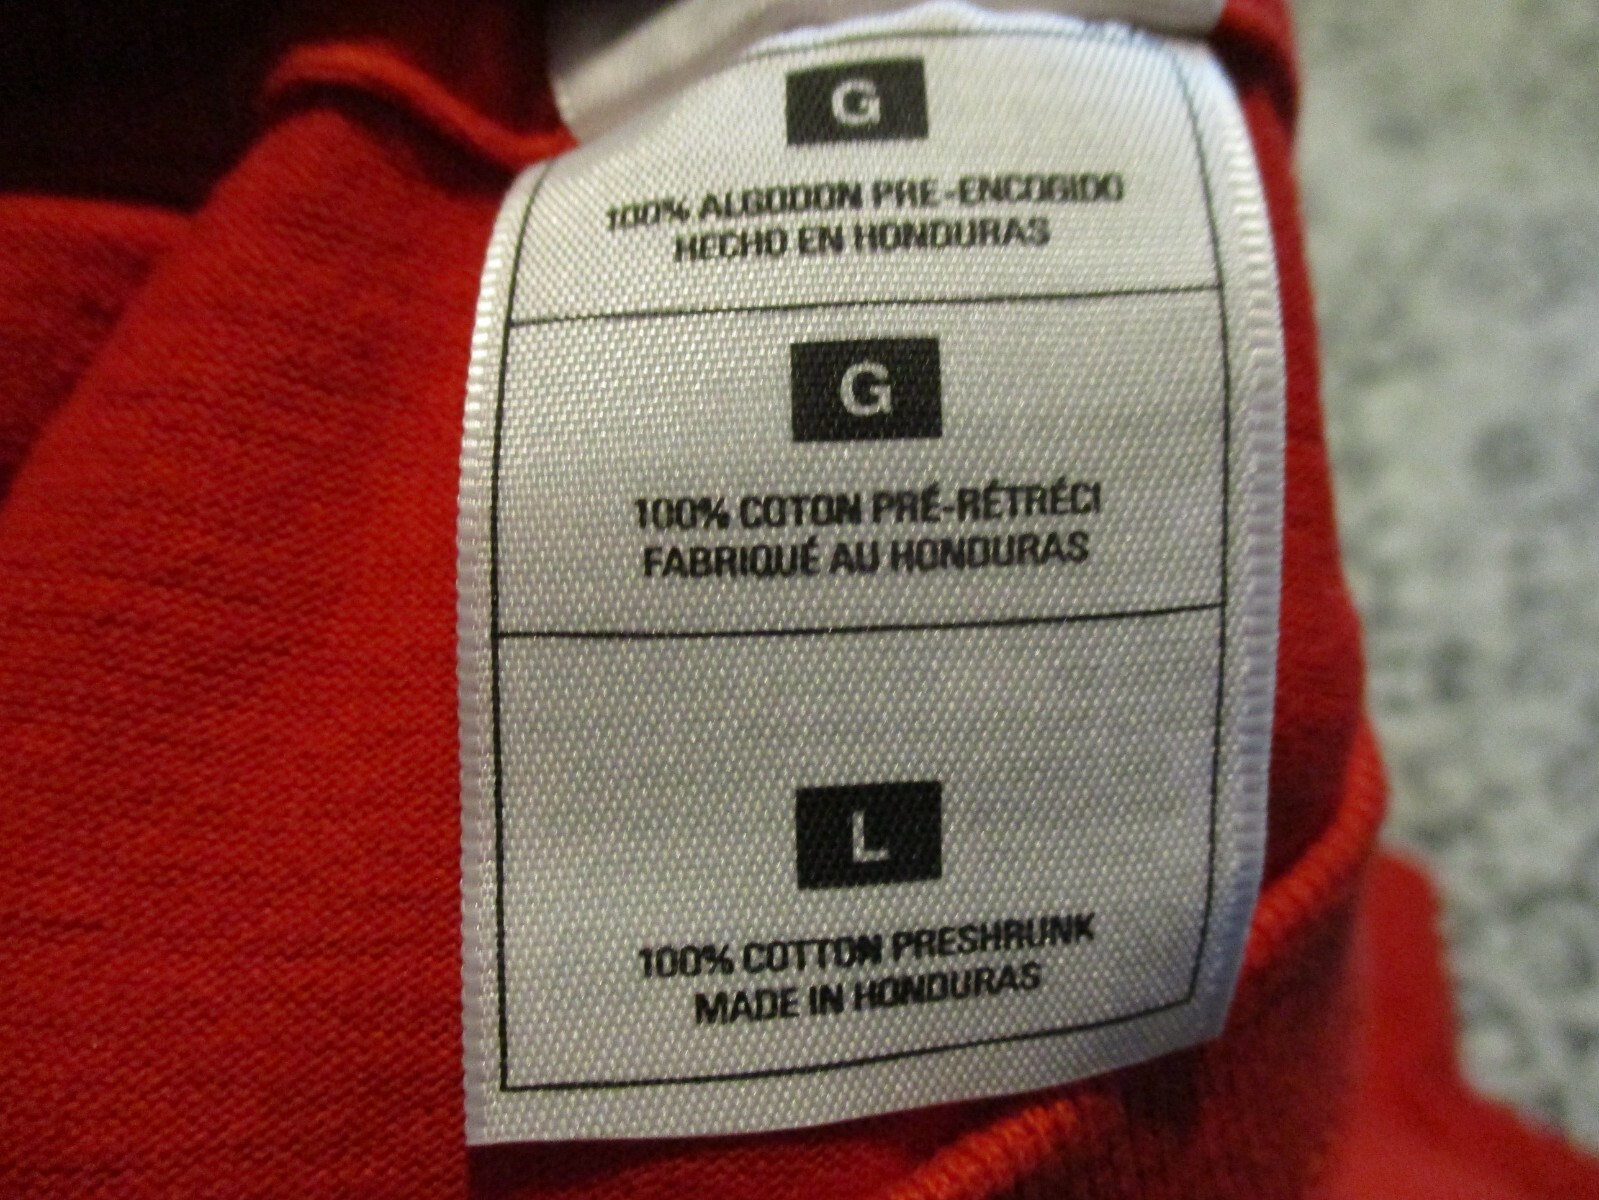 G
100% ALGODON PRE-ENCOGIDO
HECHO EN HONDURAS
G
100% COTON PRÉ-RÉTRÉCI
FABRIQUÉ AU HONDURAS
L
100% COTTON PRESHRUNK
MADE IN HONDURAS